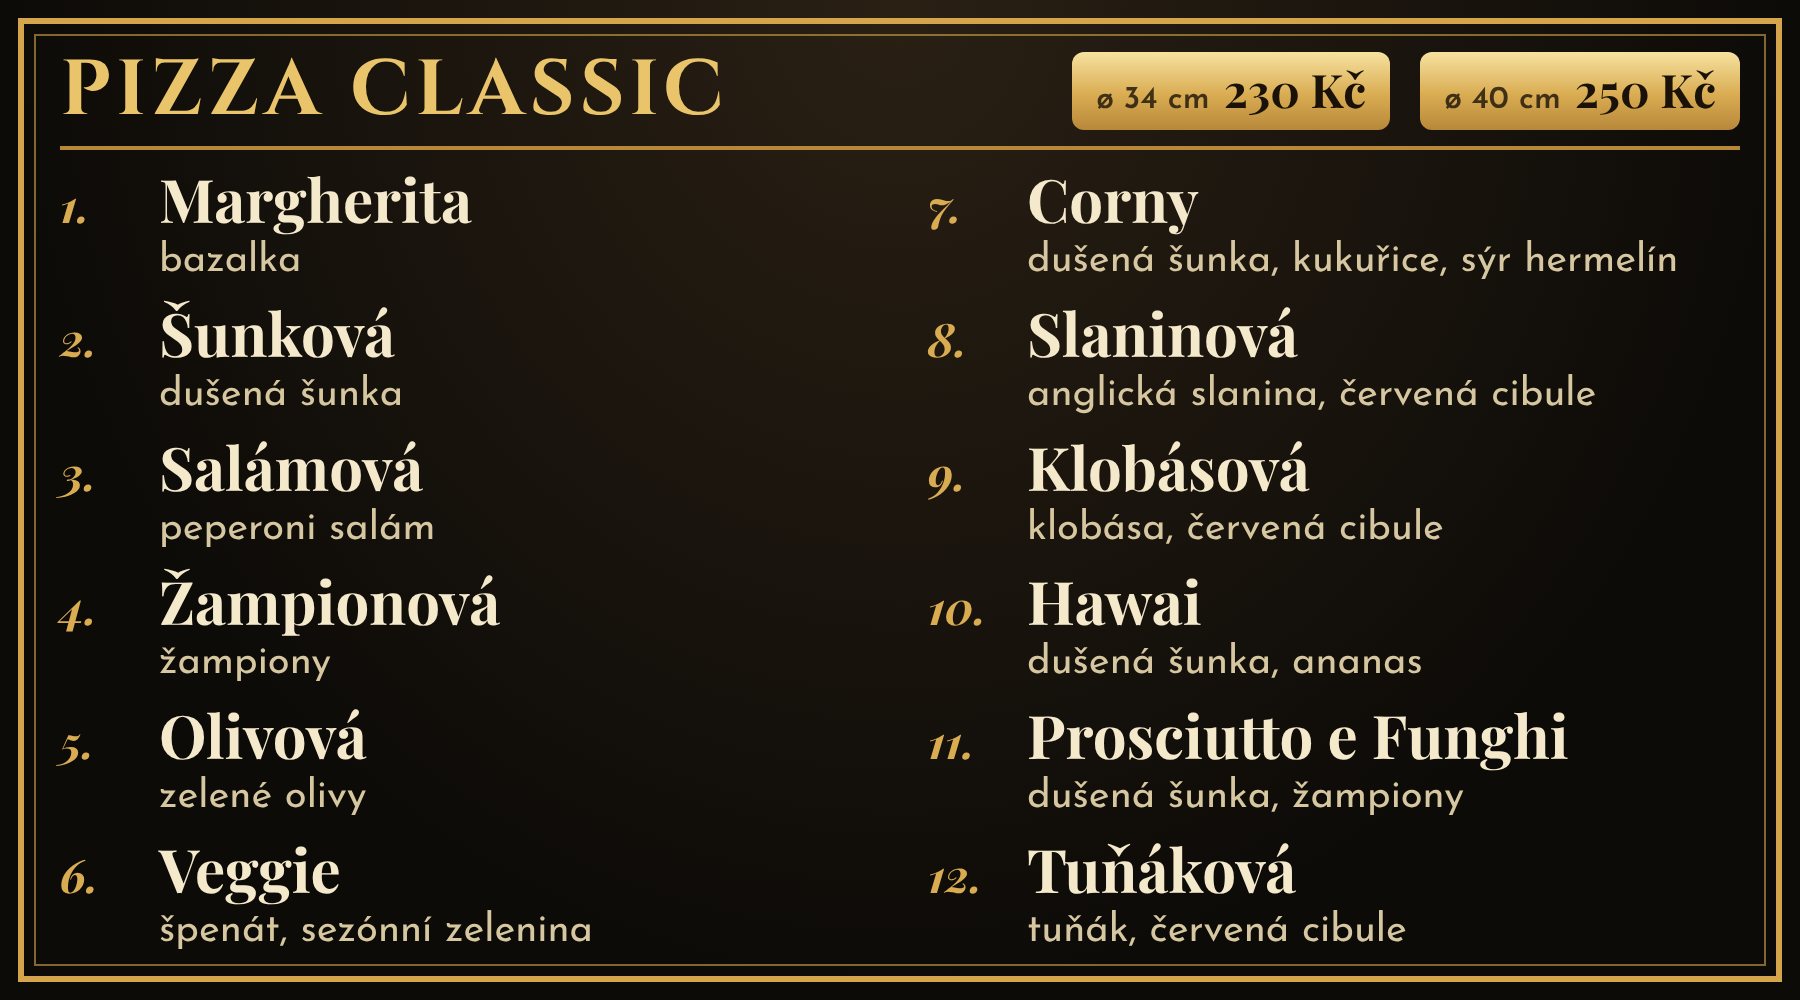 PIZZA CLASSIC
ø 34 cm 230 Kč
ø 40 cm 250 Kč
1. Margherita
bazalka
2. Šunková
dušená šunka
3. Salámová
peperoni salám
4. Žampionová
žampiony
5. Olivová
zelené olivy
6. Veggie
špenát, sezónní zelenina
7. Corny
dušená šunka, kukuřice, sýr hermelín
8. Slaninová
anglická slanina, červená cibule
9. Klobásová
klobása, červená cibule
10. Hawai
dušená šunka, ananas
11. Prosciutto e Funghi
dušená šunka, žampiony
12. Tuňáková
tuňák, červená cibule